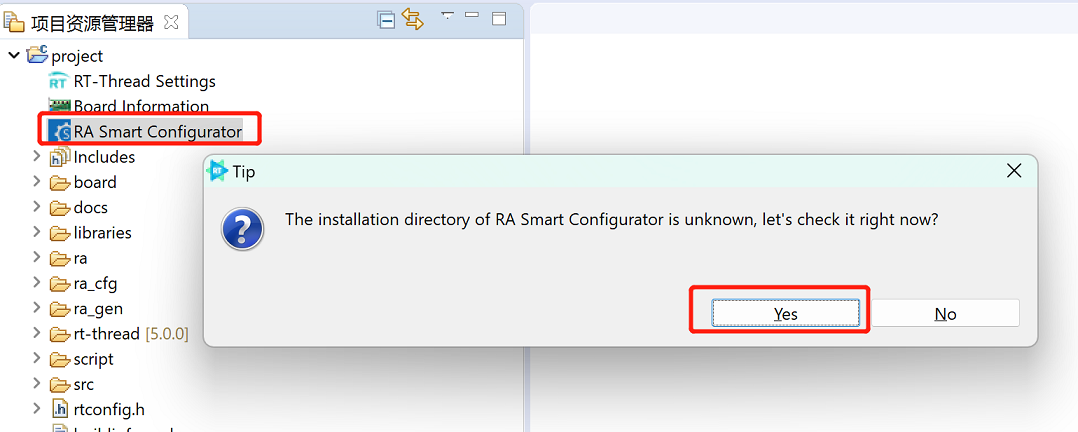 项目资源管理器
project
RT-Thread Settings
Board Information
RA Smart Configurator
Includes
board
docs
libraries
ra
ra_cfg
ra_gen
rt-thread [5.0.0]
script
src
rtconfig.h
Tip
The installation directory of RA Smart Configurator is unknown, let's check it right now?
Yes
No